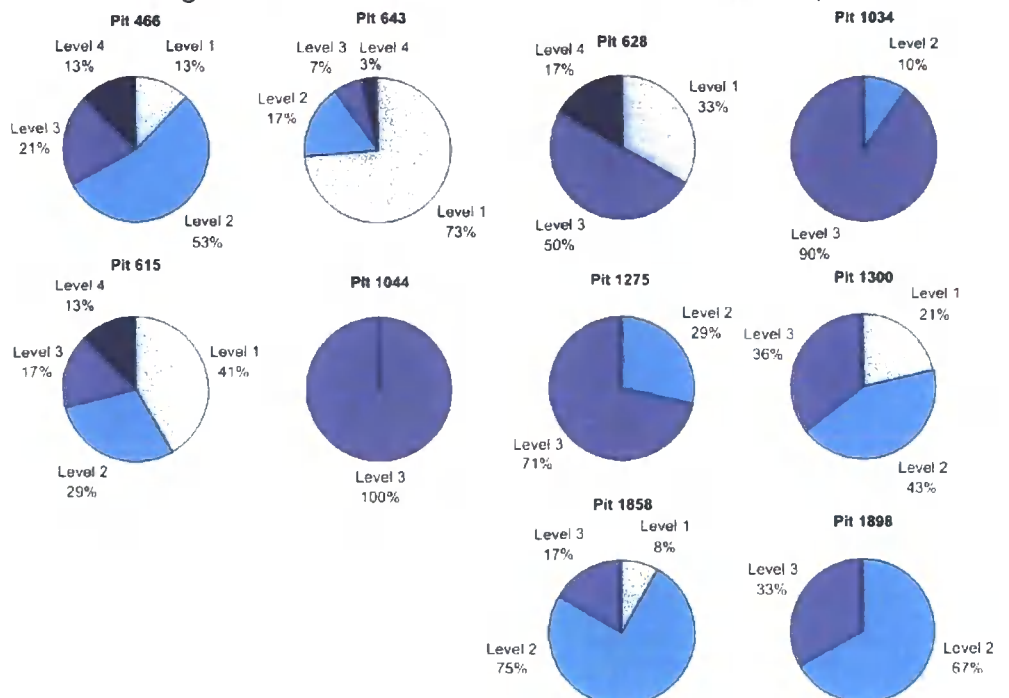 Pit 466
Level 4
13%
Level 1
13%
Level 3
21%
Level 2
53%
Pit 643
Level 3
7%
Level 4
3%
Level 2
17%
Level 1
73%
Pit 628
Level 4
17%
Level 1
33%
Level 3
50%
Pit 1034
Level 2
10%
Level 3
90%
Pit 615
Level 4
13%
Level 3
17%
Level 1
41%
Level 2
29%
Pit 1044
Level 3
100%
Pit 1275
Level 2
29%
Level 3
71%
Pit 1300
Level 1
21%
Level 3
36%
Level 2
43%
Pit 1858
Level 3
17%
Level 1
8%
Level 2
75%
Pit 1898
Level 3
33%
Level 2
67%